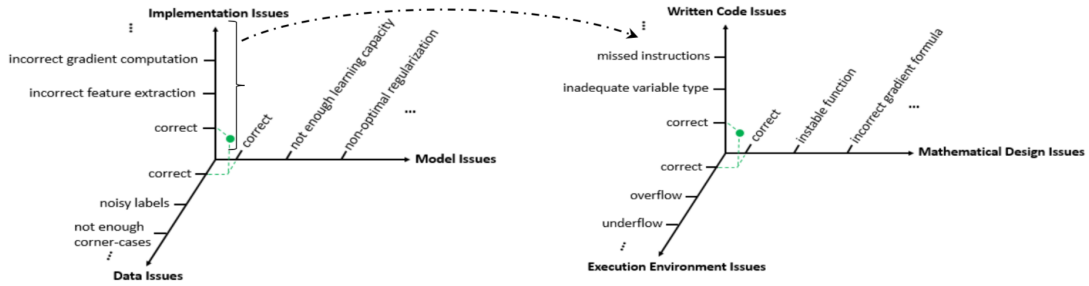 Implementation Issues
⋮
incorrect gradient computation
incorrect feature extraction
correct
correct
not enough learning capacity
non-optimal regularization
...
Model Issues
correct
noisy labels
not enough
corner-cases
⋮
Data Issues
Written Code Issues
⋮
missed instructions
inadequate variable type
correct
correct
instable function
incorrect gradient formula
...
Mathematical Design Issues
correct
overflow
underflow
⋮
Execution Environment Issues